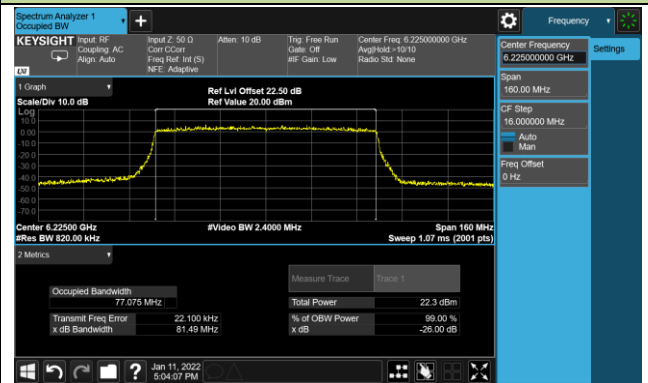 Spectrum Analyzer 1
Occupied BW
Frequency
KEYSIGHT
Input: RF
Coupling: AC
Align: Auto
Input Z: 50 Ω
Corr CCorr
Freq Ref: Int (S)
NFE: Adaptive
Atten: 10 dB
Trig: Free Run
Gate: Off
#IF Gain: Low
Center Freq: 6.225000000 GHz
Avg|Hold:>10/10
Radio Std: None
LXI
Center Frequency
6.225000000 GHz
Settings
Span
160.00 MHz
CF Step
16.000000 MHz
Auto
Man
Freq Offset
0 Hz
1 Graph
Scale/Div 10.0 dB
Ref Lvl Offset 22.50 dB
Ref Value 20.00 dBm
Log
10.0
0.00
-10.0
-20.0
-30.0
-40.0
-50.0
-60.0
-70.0
Center 6.22500 GHz
#Res BW 820.00 kHz
#Video BW 2.4000 MHz
Span 160 MHz
Sweep 1.07 ms (2001 pts)
2 Metrics
Measure Trace
Trace 1
Occupied Bandwidth
77.075 MHz
Total Power
22.3 dBm
Transmit Freq Error
22.100 kHz
% of OBW Power
99.00 %
x dB Bandwidth
81.49 MHz
x dB
-26.00 dB
?
Jan 11, 2022
5:04:07 PM